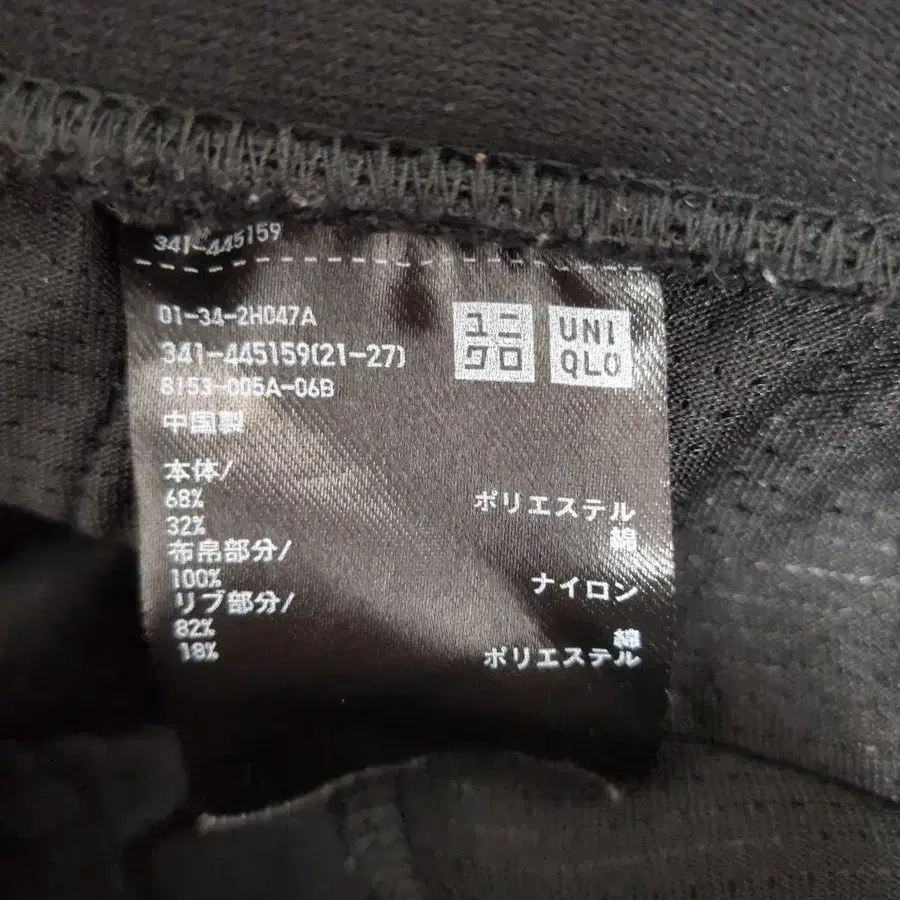 341-445159
01-34-2H047A
341-445159(21-27)
8153-005A-06B
中国製
ユニクロ
UNIQLO
本体/
68% ポリエステル
32% 綿
布帛部分/
100% ナイロン
リブ部分/
82% 綿
18% ポリエステル